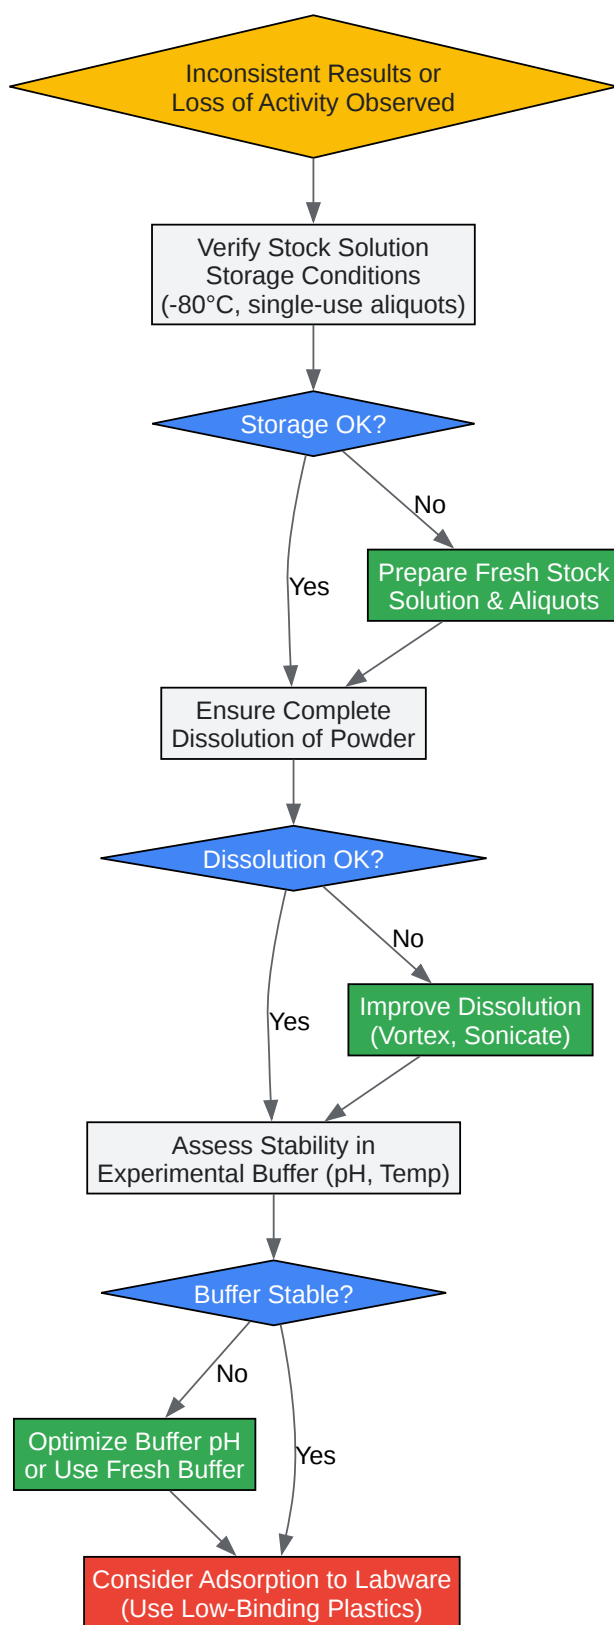 Inconsistent Results or
Loss of Activity Observed
Verify Stock Solution
Storage Conditions
(-80°C, single-use aliquots)
Storage OK?
No
Yes
Prepare Fresh Stock
Solution & Aliquots
Ensure Complete
Dissolution of Powder
Dissolution OK?
No
Yes
Improve Dissolution
(Vortex, Sonicate)
Assess Stability in
Experimental Buffer (pH, Temp)
Buffer Stable?
No
Yes
Optimize Buffer pH
or Use Fresh Buffer
Consider Adsorption to Labware
(Use Low-Binding Plastics)